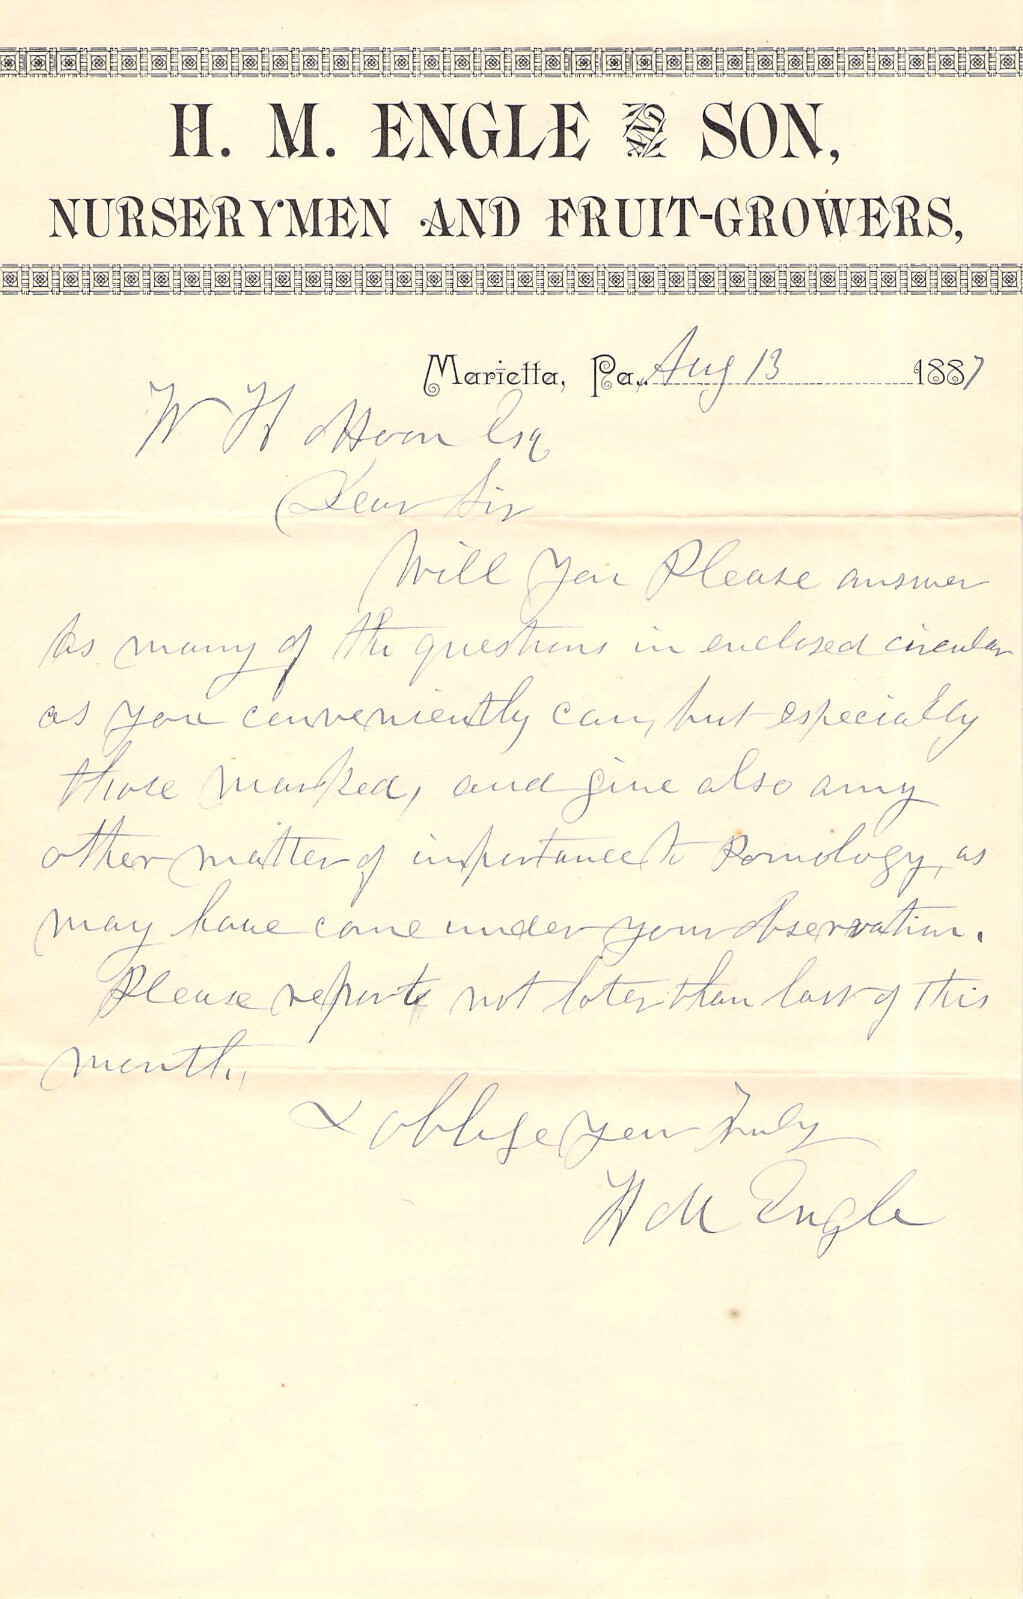 H. M. ENGLE AND SON,
NURSERYMEN AND FRUIT-GROWERS,
Marietta, Pa., Aug 13 1887
W H Moon Esq
Dear Sir
Will you Please answer
as many of the questions in enclosed circular
as you conveniently can, but especially
those marked, and give also any
other matter of importance to Pomology, as
may have come under your observation.
Please report not later than last of this
month,
& oblige your truly
H M Engle